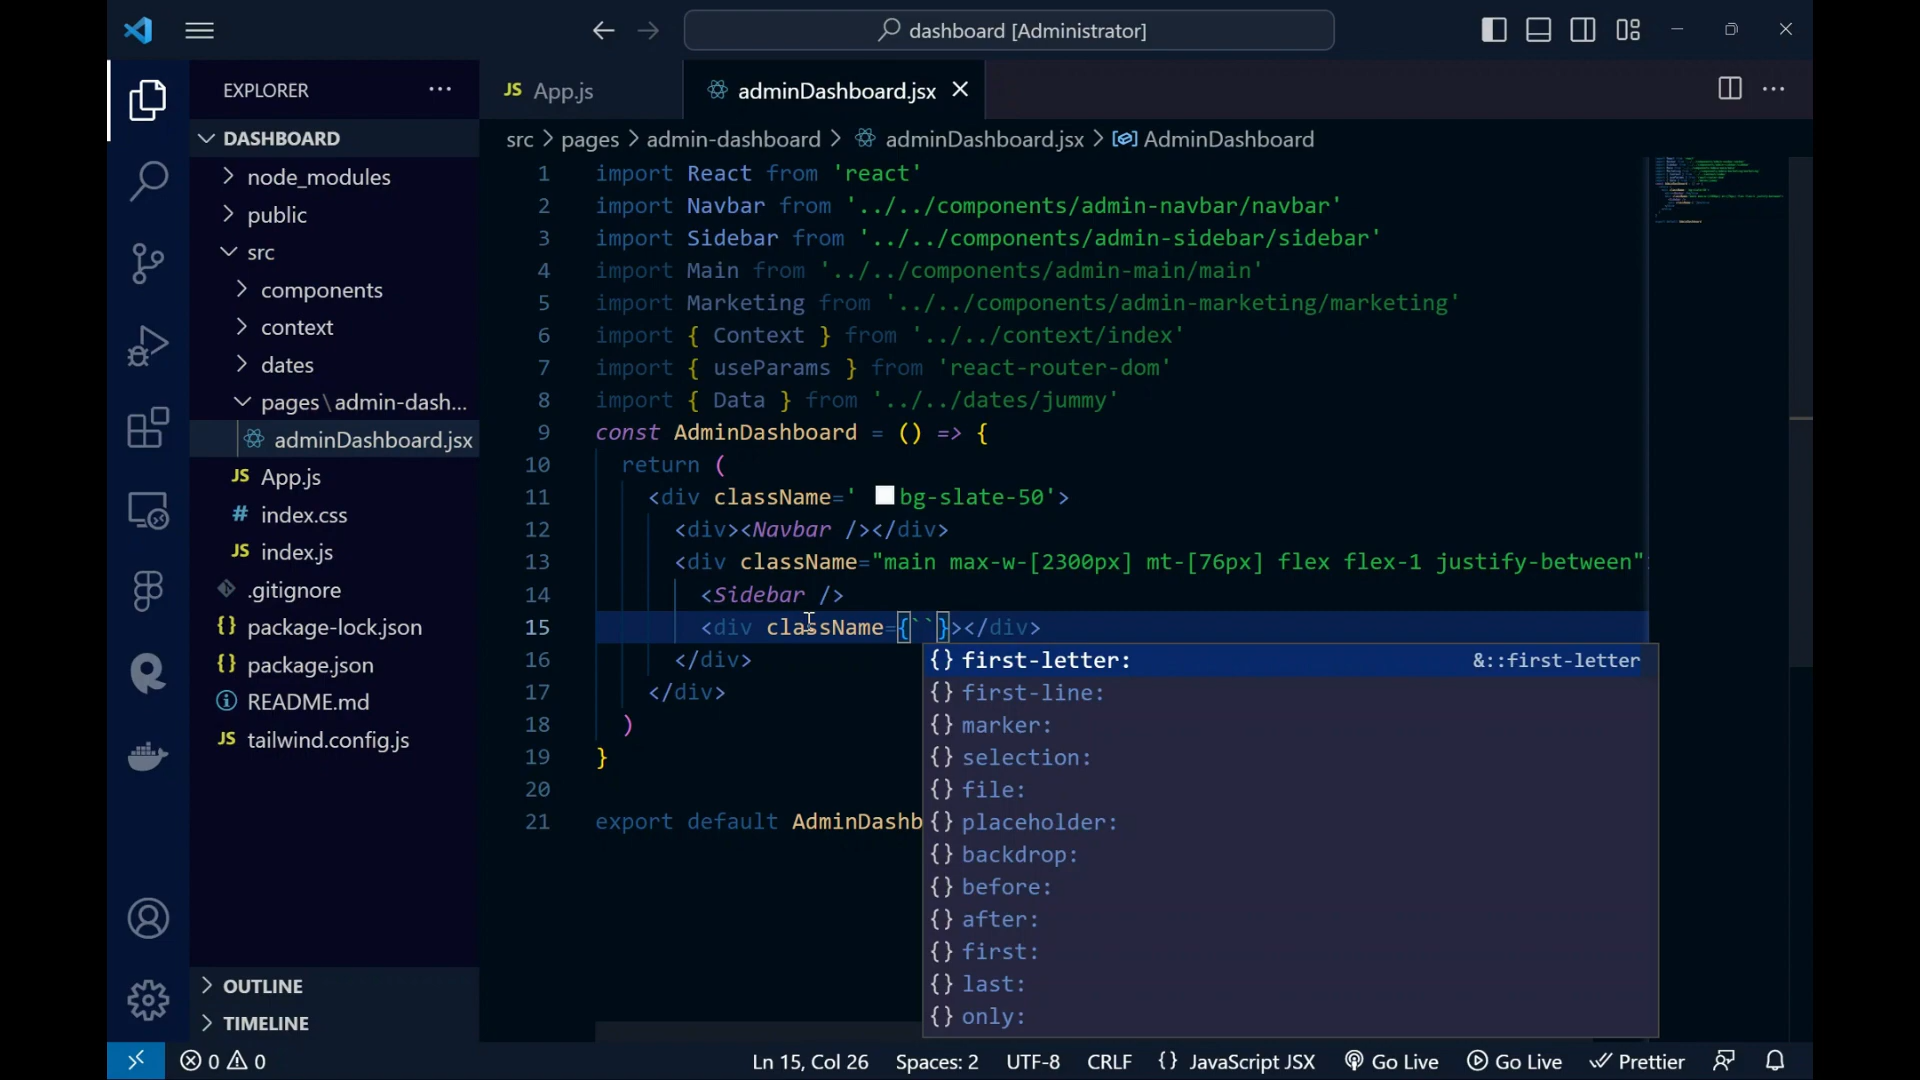 dashboard [Administrator]
EXPLORER
DASHBOARD
node_modules
public
src
components
context
dates
pages\admin-dash...
adminDashboard.jsx
JS App.js
# index.css
JS index.js
.gitignore
{} package-lock.json
{} package.json
README.md
JS tailwind.config.js
OUTLINE
TIMELINE
JS App.js
adminDashboard.jsx
src > pages > admin-dashboard > adminDashboard.jsx > AdminDashboard
1 import React from 'react'
2 import Navbar from '../../components/admin-navbar/navbar'
3 import Sidebar from '../../components/admin-sidebar/sidebar'
4 import Main from '../../components/admin-main/main'
5 import Marketing from '../../components/admin-marketing/marketing'
6 import { Context } from '../../context/index'
7 import { useParams } from 'react-router-dom'
8 import { Data } from '../../dates/jummy'
9 const AdminDashboard = () => {
10 return (
11 <div className=' bg-slate-50'>
12 <div><Navbar /></div>
13 <div className="main max-w-[2300px] mt-[76px] flex flex-1 justify-between"
14 <Sidebar />
15 <div className={``}></div>
16 </div>
17 </div>
18 )
19 }
20
21 export default AdminDashb
{} first-letter: &::first-letter
{} first-line:
{} marker:
{} selection:
{} file:
{} placeholder:
{} backdrop:
{} before:
{} after:
{} first:
{} last:
{} only:
0 0 Ln 15, Col 26 Spaces: 2 UTF-8 CRLF {} JavaScript JSX Go Live Go Live Prettier